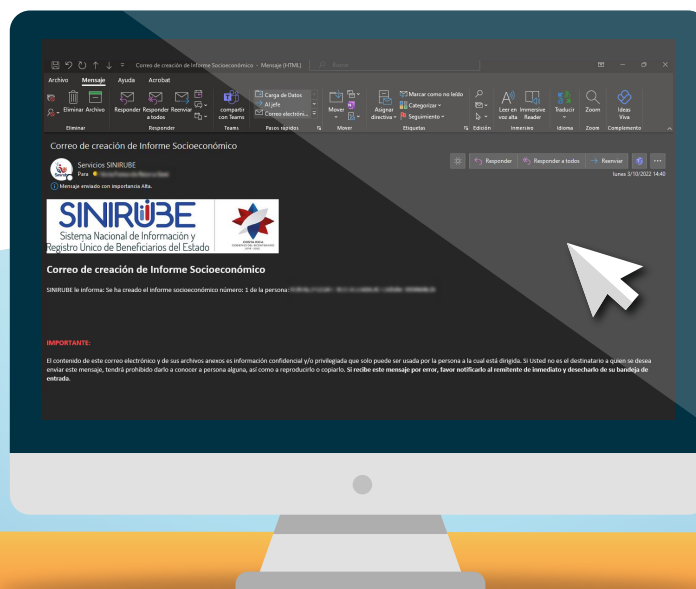 Correo de creación de Informe Socioeconómico - Mensaje (HTML)
Buscar
Archivo Mensaje Ayuda Acrobat
Eliminar Archivo
Responder Responder a todos Reenviar
compartir con Teams
Carga de Datos
Al jefe
Correo electróni...
Mover
Asignar directiva
Marcar como no leído
Categorizar
Seguimiento
Leer en voz alta
Immersive Reader
Traducir
Zoom
Ideas Viva
Eliminar Responder Teams Pasos rápidos Mover Etiquetas Edición Inmersivo Idioma Zoom Complemento
Correo de creación de Informe Socioeconómico
Servicios SINIRUBE
Para
Responder Responder a todos Reenviar
lunes 3/10/2022 14:40
Mensaje enviado con importancia Alta.
SINIRUBE
Sistema Nacional de Información y
Registro Único de Beneficiarios del Estado
COSTA RICA
Correo de creación de Informe Socioeconómico
SINIRUBE le informa: Se ha creado el informe socioeconómico número: 1 de la persona:
IMPORTANTE:
El contenido de este correo electrónico y de sus archivos anexos es información confidencial y/o privilegiada que solo puede ser usada por la persona a la cual está dirigida. Si Usted no es el destinatario a quien se desea
enviar este mensaje, tendrá prohibido darlo a conocer a persona alguna, así como a reproducirlo o copiarlo. Si recibe este mensaje por error, favor notificarlo al remitente de inmediato y desecharlo de su bandeja de
entrada.